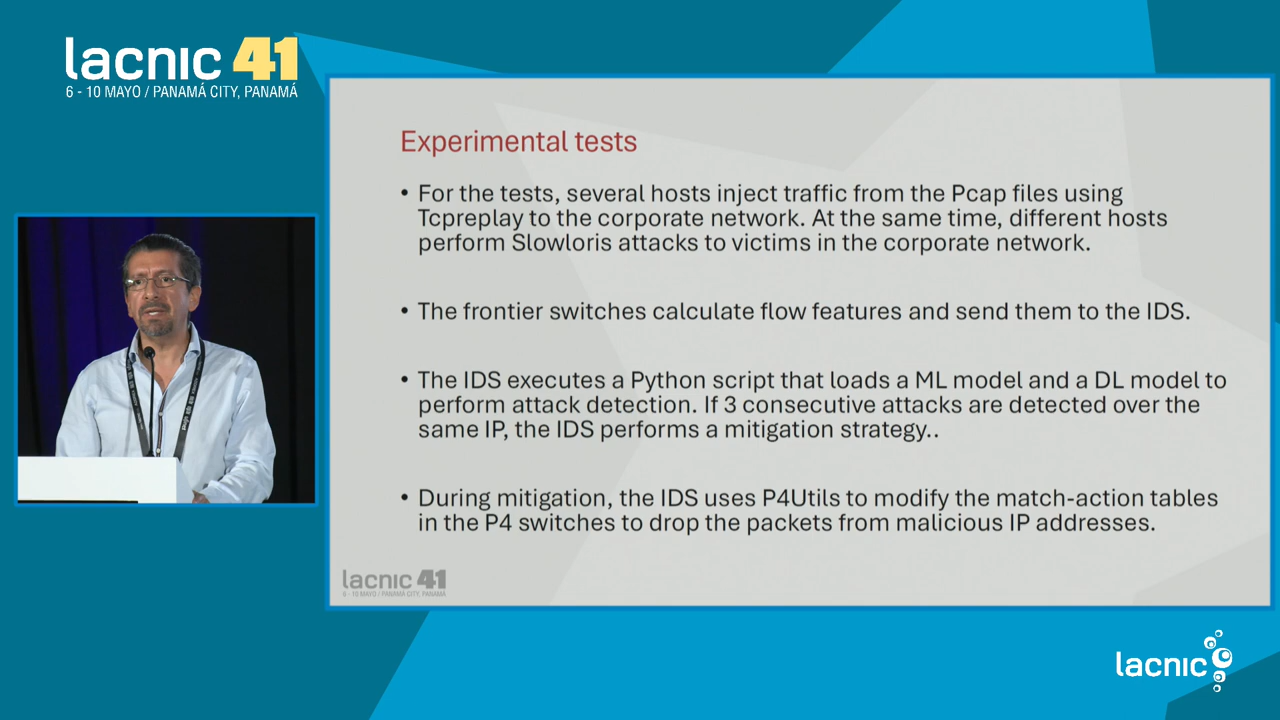 lacnic 41
6 - 10 MAYO / PANAMÁ CITY, PANAMÁ
Experimental tests
• For the tests, several hosts inject traffic from the Pcap files using
Tcpreplay to the corporate network. At the same time, different hosts
perform Slowloris attacks to victims in the corporate network.
• The frontier switches calculate flow features and send them to the IDS.
• The IDS executes a Python script that loads a ML model and a DL model to
perform attack detection. If 3 consecutive attacks are detected over the
same IP, the IDS performs a mitigation strategy..
• During mitigation, the IDS uses P4Utils to modify the match-action tables
in the P4 switches to drop the packets from malicious IP addresses.
lacnic 41
6 - 10 MAYO / PANAMÁ CITY, PANAMÁ
lacnic